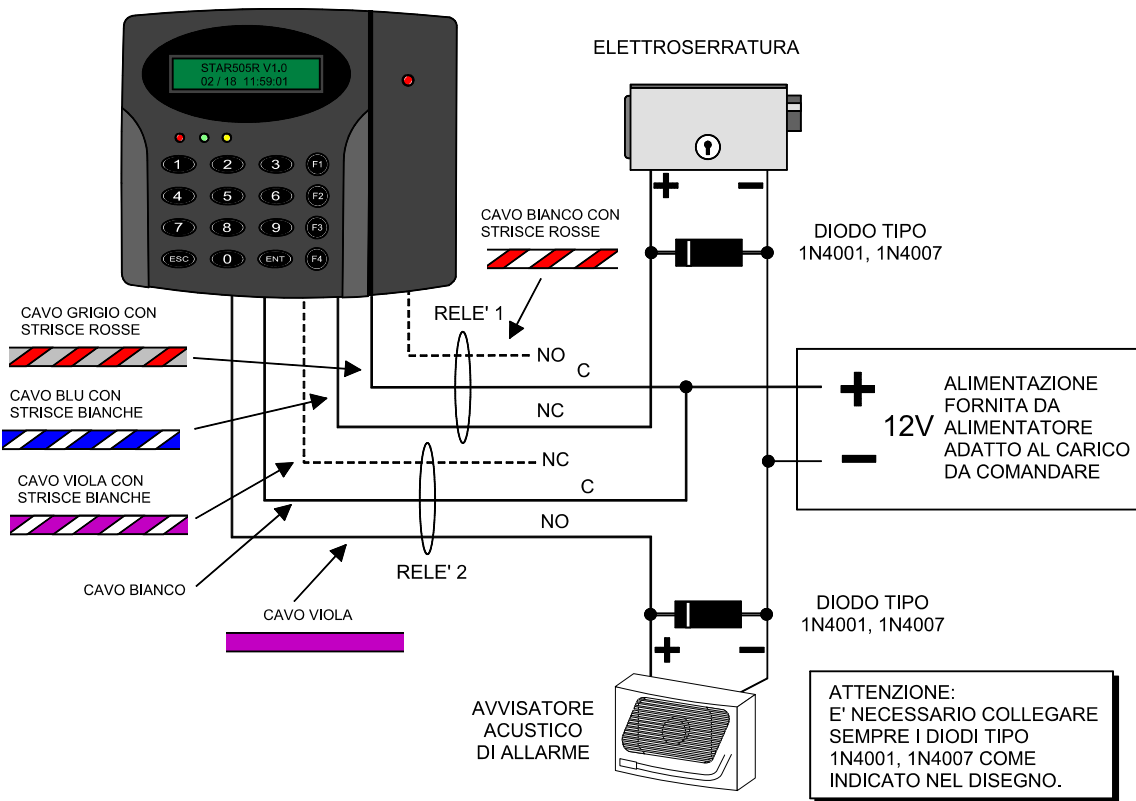 STAR505R V1.0
02 / 18 11:59:01
1 2 3 F1
4 5 6 F2
7 8 9 F3
ESC 0 ENT F4
ELETTROSERRATURA
+ −
DIODO TIPO
1N4001, 1N4007
CAVO BIANCO CON
STRISCE ROSSE
CAVO GRIGIO CON
STRISCE ROSSE
RELE' 1
NO
C
NC
CAVO BLU CON
STRISCE BIANCHE
CAVO VIOLA CON
STRISCE BIANCHE
NC
C
NO
RELE' 2
CAVO BIANCO
CAVO VIOLA
+
12V
−
ALIMENTAZIONE
FORNITA DA
ALIMENTATORE
ADATTO AL CARICO
DA COMANDARE
DIODO TIPO
1N4001, 1N4007
+ −
AVVISATORE
ACUSTICO
DI ALLARME
ATTENZIONE:
E' NECESSARIO COLLEGARE
SEMPRE I DIODI TIPO
1N4001, 1N4007 COME
INDICATO NEL DISEGNO.